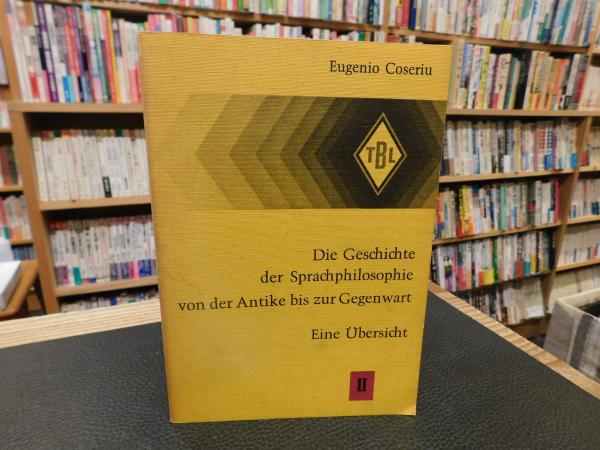 Eugenio Coseriu
TBL
Die Geschichte
der Sprachphilosophie
von der Antike bis zur Gegenwart
Eine Übersicht
II